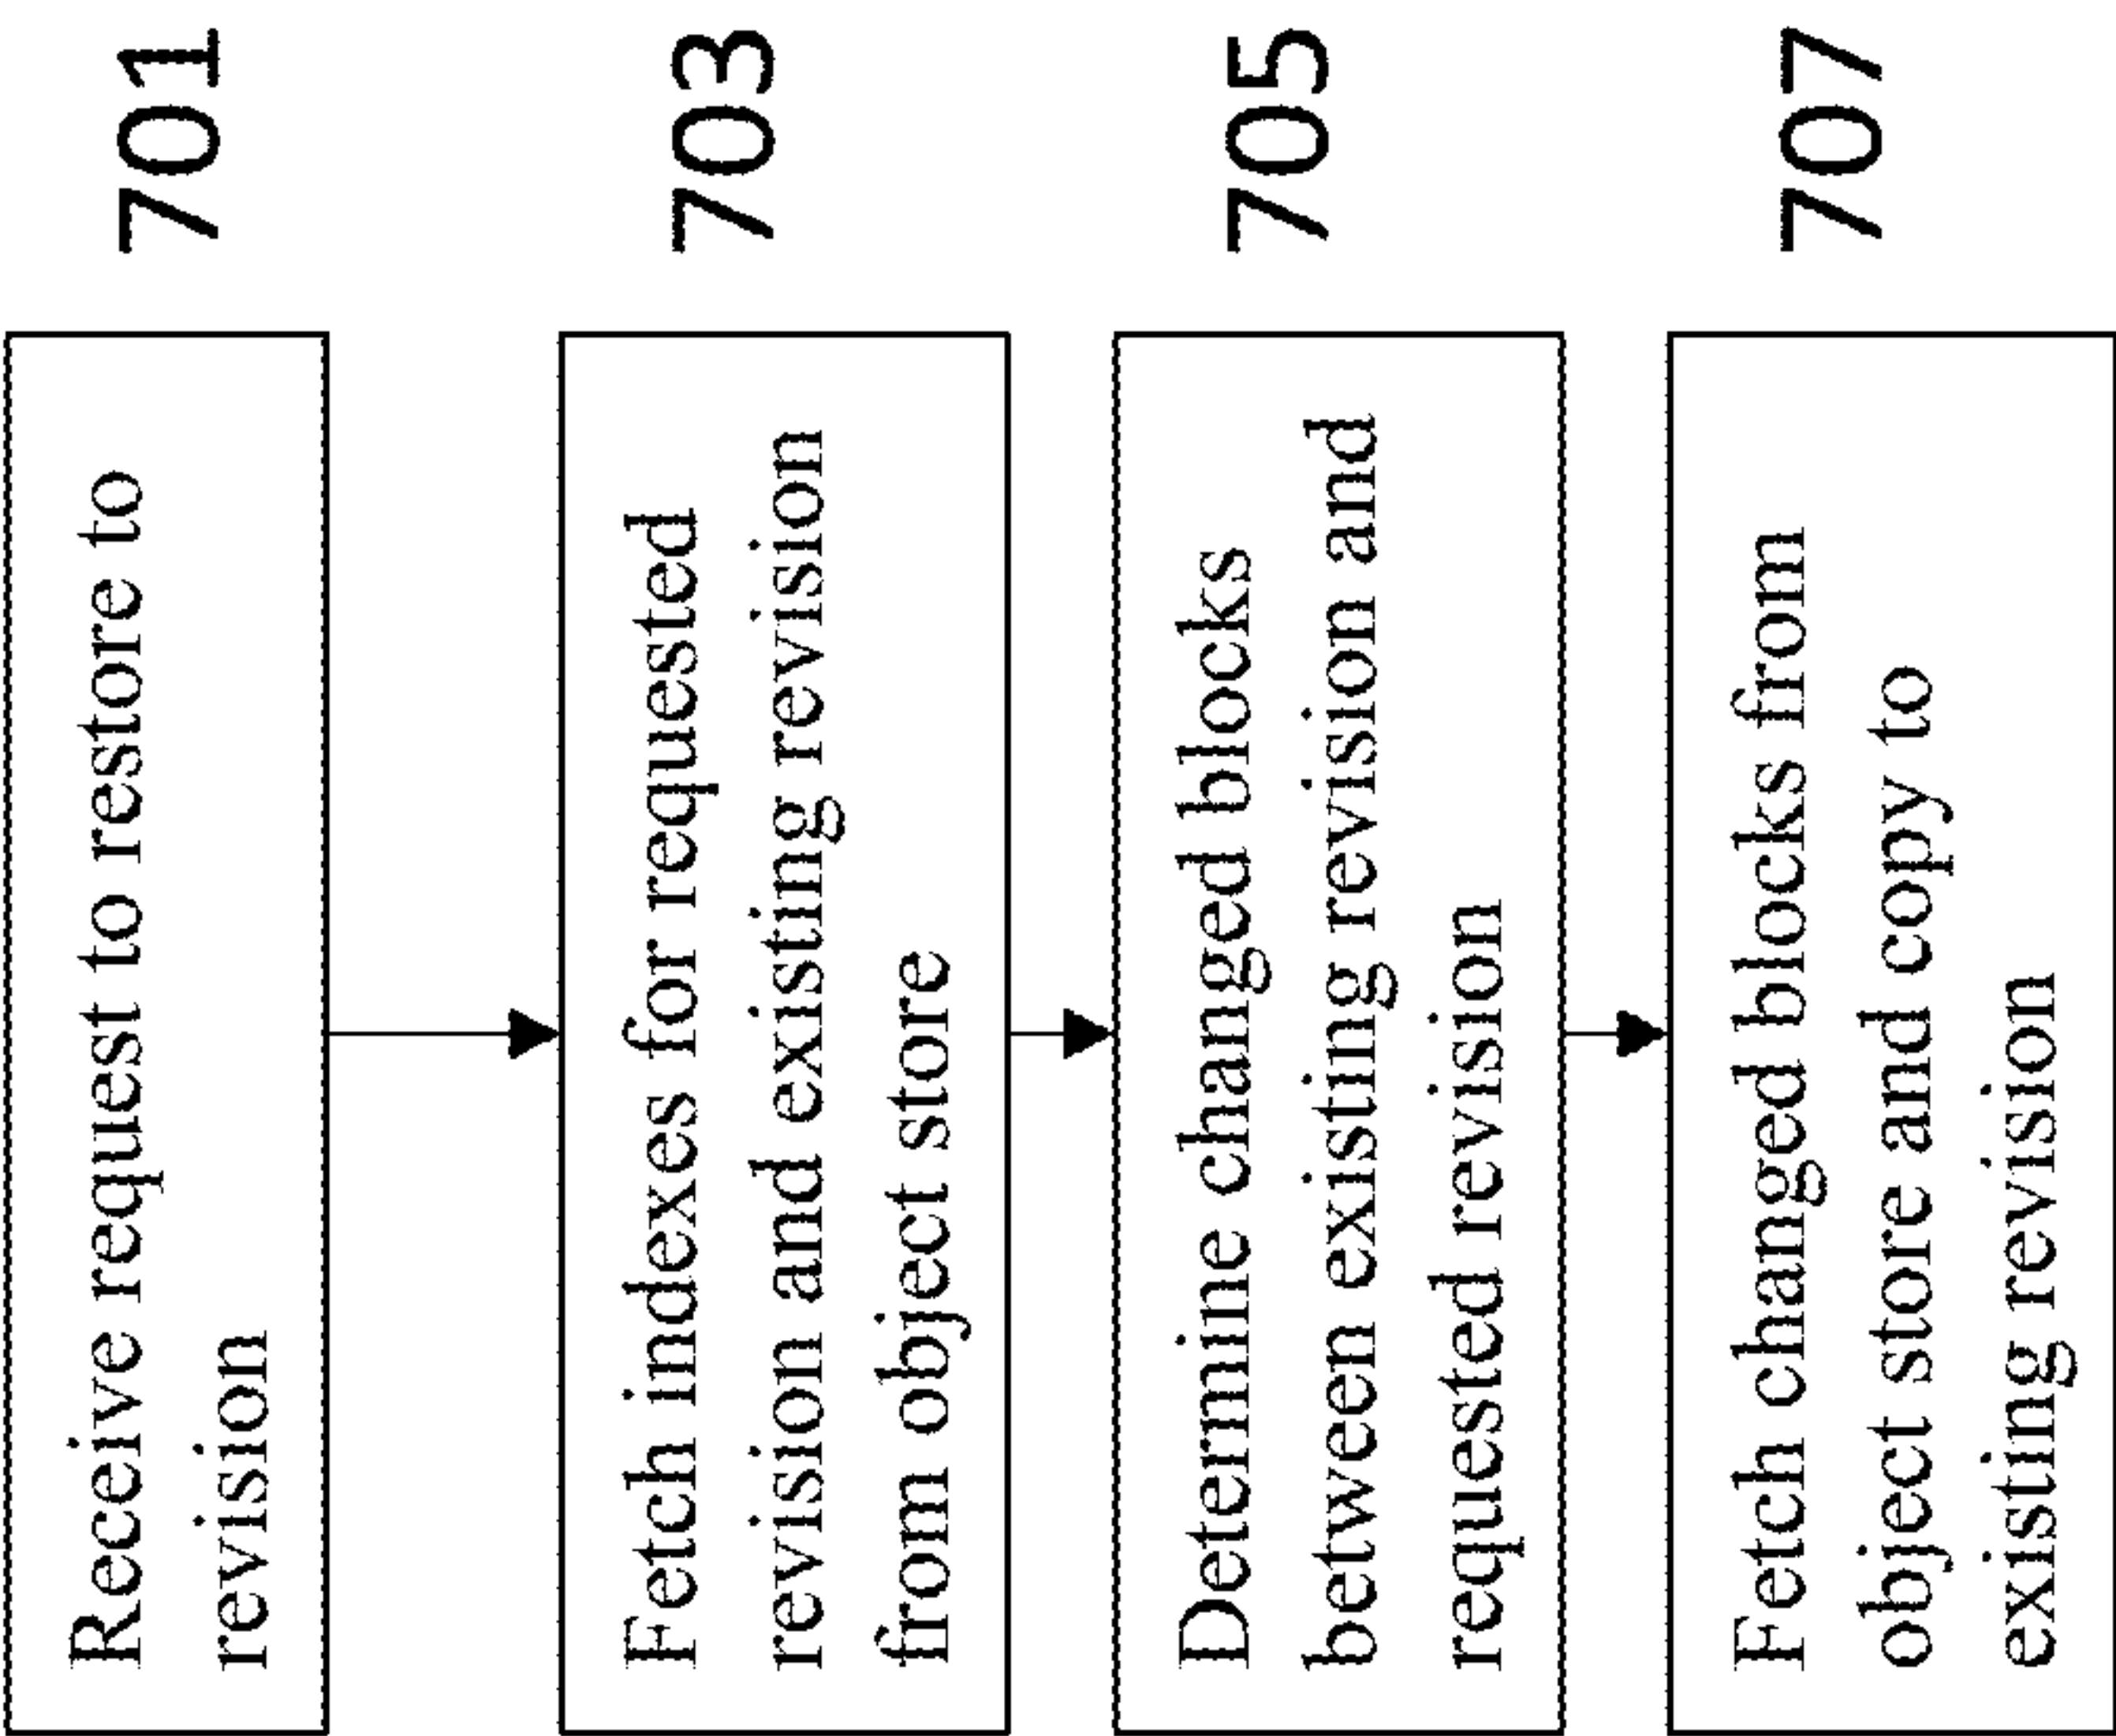 Receive request to restore to
revision
701
Fetch indexes for requested
revision and existing revision
from object store
703
Determine changed blocks
between existing revision and
requested revision
705
Fetch changed blocks from
object store and copy to
existing revision
707